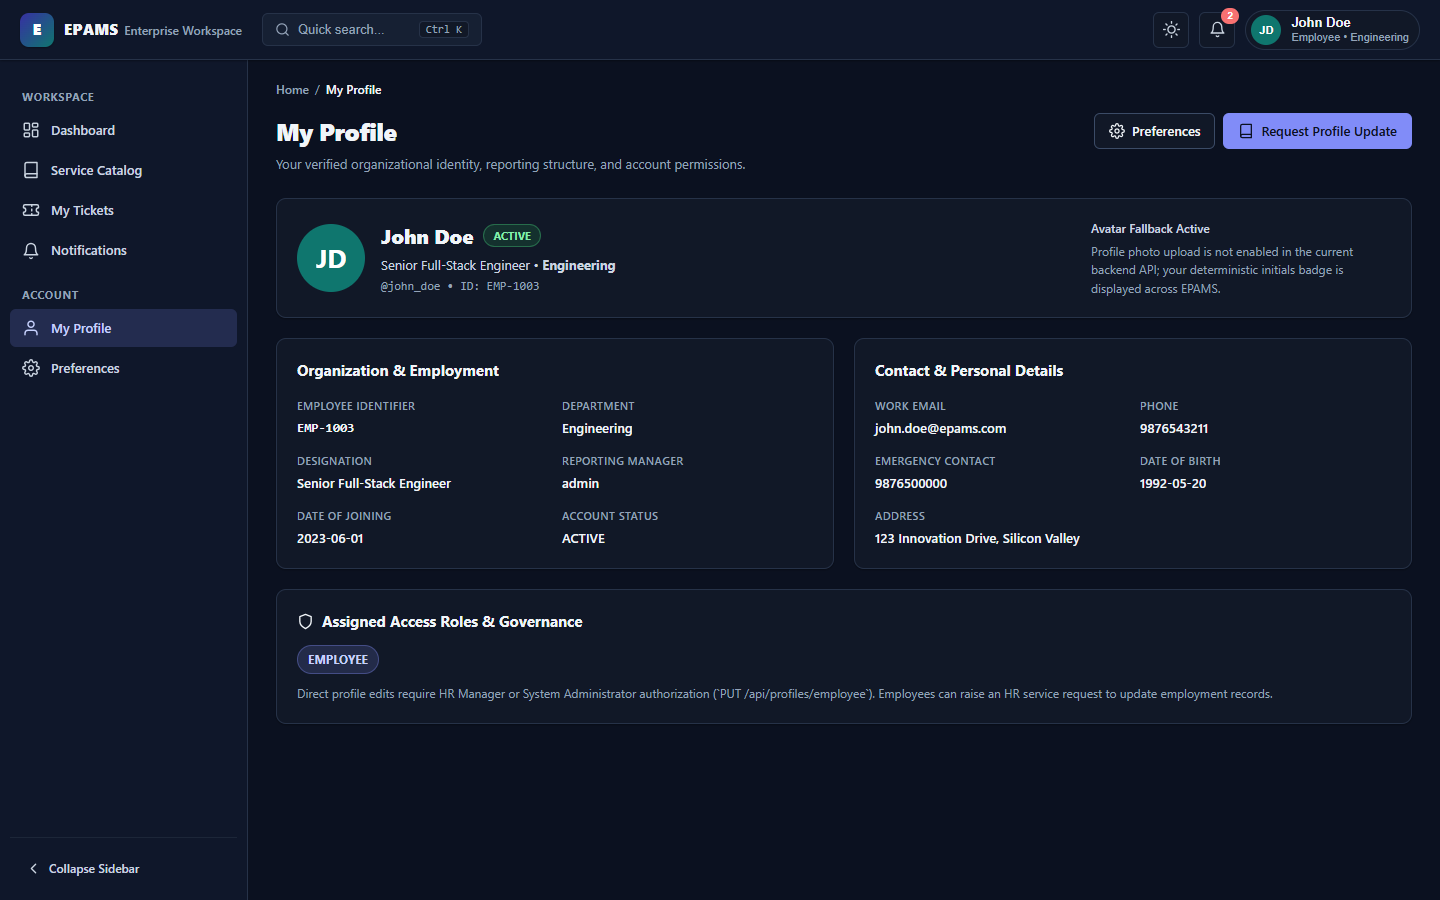 E EPAMS Enterprise Workspace
Quick search... Ctrl K
2
JD
John Doe
Employee • Engineering
WORKSPACE
Dashboard
Service Catalog
My Tickets
Notifications
ACCOUNT
My Profile
Preferences
Collapse Sidebar
Home / My Profile
My Profile
Your verified organizational identity, reporting structure, and account permissions.
Preferences
Request Profile Update
JD
John Doe ACTIVE
Senior Full-Stack Engineer • Engineering
@john_doe • ID: EMP-1003
Avatar Fallback Active
Profile photo upload is not enabled in the current
backend API; your deterministic initials badge is
displayed across EPAMS.
Organization & Employment
EMPLOYEE IDENTIFIER
EMP-1003
DEPARTMENT
Engineering
DESIGNATION
Senior Full-Stack Engineer
REPORTING MANAGER
admin
DATE OF JOINING
2023-06-01
ACCOUNT STATUS
ACTIVE
Contact & Personal Details
WORK EMAIL
john.doe@epams.com
PHONE
9876543211
EMERGENCY CONTACT
9876500000
DATE OF BIRTH
1992-05-20
ADDRESS
123 Innovation Drive, Silicon Valley
Assigned Access Roles & Governance
EMPLOYEE
Direct profile edits require HR Manager or System Administrator authorization (`PUT /api/profiles/employee`). Employees can raise an HR service request to update employment records.